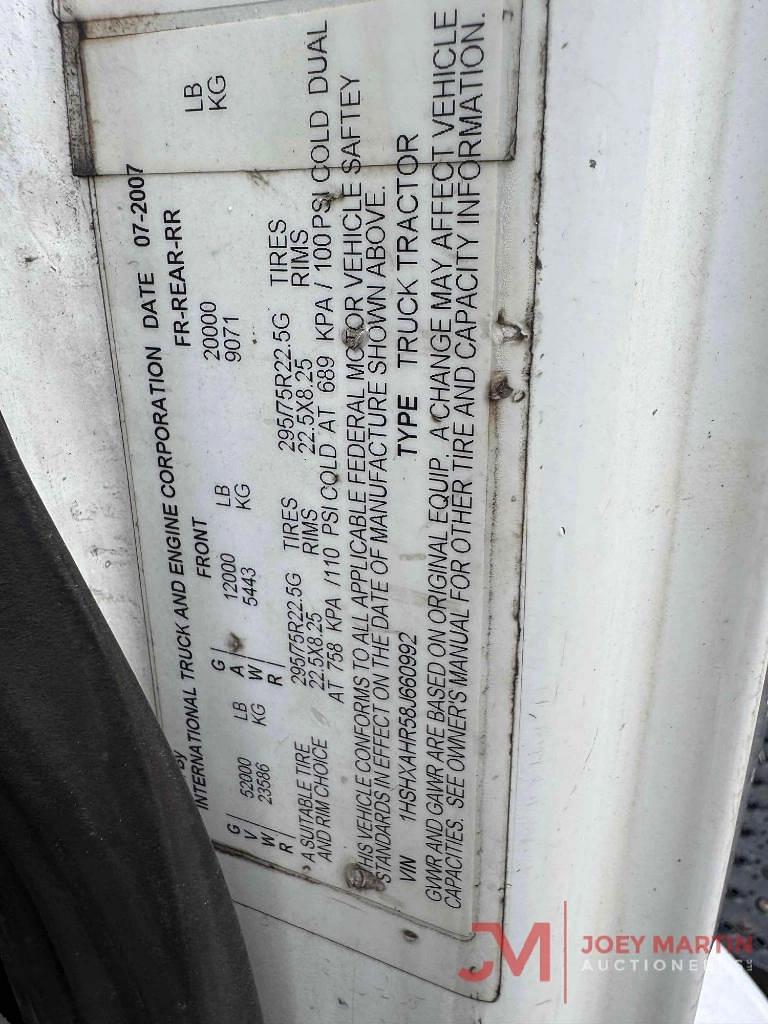 By
INTERNATIONAL TRUCK AND ENGINE CORPORATION DATE 07-2007
FRONT FR-REAR-RR
G V W R 52000 LB 23586 KG G A W R 12000 LB 5443 KG 20000 LB 9071 KG
A SUITABLE TIRE 295/75R22.5G TIRES 295/75R22.5G TIRES
AND RIM CHOICE 22.5X8.25 RIMS 22.5X8.25 RIMS
AT 758 KPA /110 PSI COLD AT 689 KPA / 100 PSI COLD DUAL
THIS VEHICLE CONFORMS TO ALL APPLICABLE FEDERAL MOTOR VEHICLE SAFTEY
STANDARDS IN EFFECT ON THE DATE OF MANUFACTURE SHOWN ABOVE.
VIN 1HSHXAHR58J660992 TYPE TRUCK TRACTOR
GVWR AND GAWR ARE BASED ON ORIGINAL EQUIP. A CHANGE MAY AFFECT VEHICLE
CAPACITIES. SEE OWNER'S MANUAL FOR OTHER TIRE AND CAPACITY INFORMATION.
JM JOEY MARTIN
AUCTIONEERS LLC